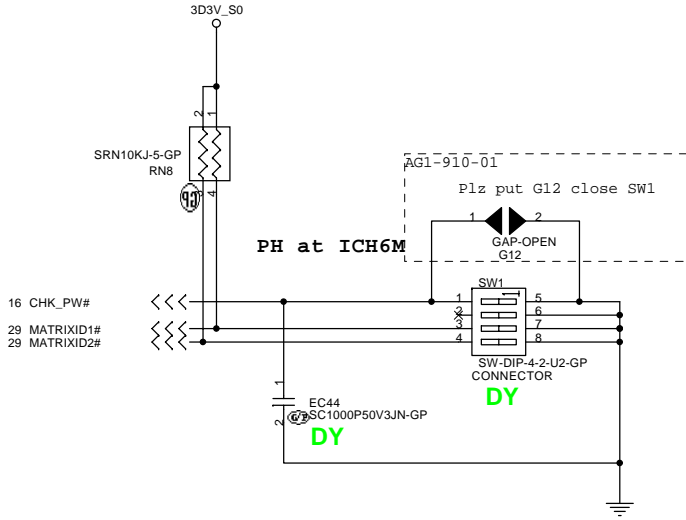 3D3V_S0
2 1
SRN10KJ-5-GP
RN8
3 4
GP
AG1-910-01
Plz put G12 close SW1
1 2
GAP-OPEN
G12
PH at ICH6M
SW1
16 CHK_PW#
1 5
2 6
29 MATRIXID1#
3 7
29 MATRIXID2#
4 8
SW-DIP-4-2-U2-GP
CONNECTOR
DY
1
EC44
SC1000P50V3JN-GP
2
DY